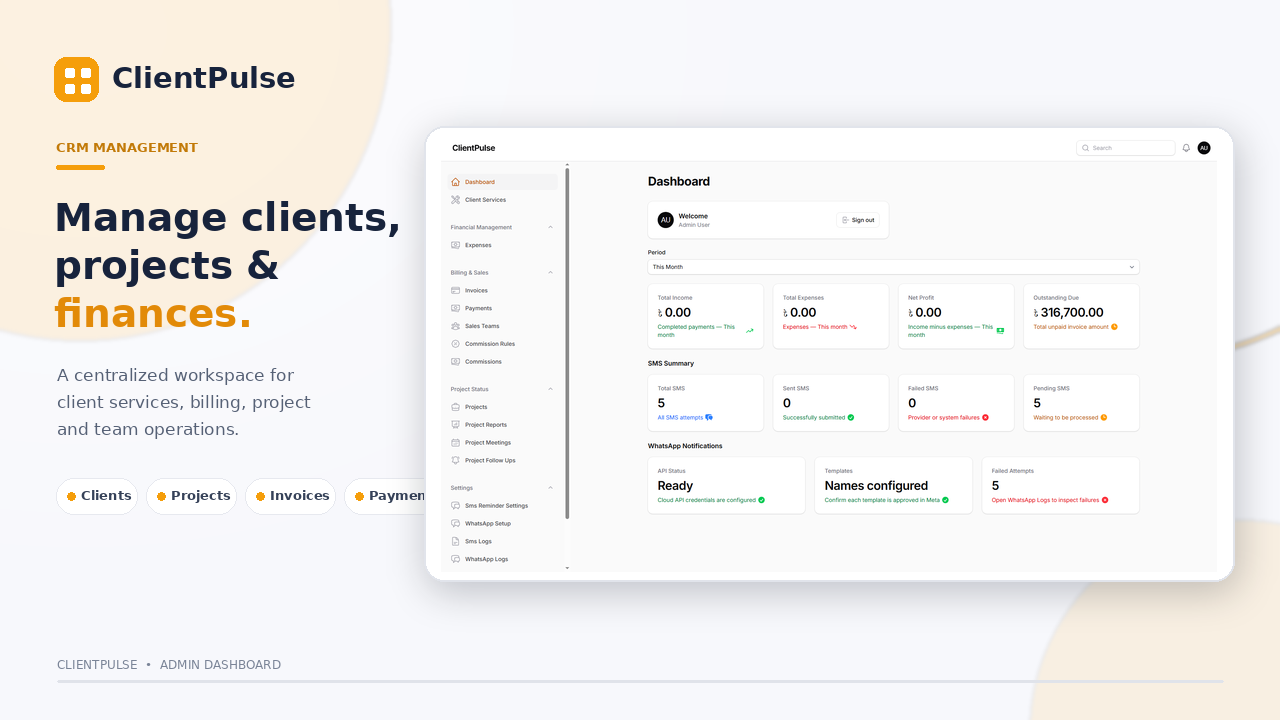 ClientPulse
CRM MANAGEMENT
Manage clients,
projects &
finances.
A centralized workspace for
client services, billing, project
and team operations.
Clients
Projects
Invoices
CLIENTPULSE • ADMIN DASHBOARD
ClientPulse
Search
AU
Dashboard
Client Services
Financial Management
Expenses
Billing & Sales
Invoices
Payments
Sales Teams
Commission Rules
Commissions
Project Status
Projects
Project Reports
Project Meetings
Project Follow Ups
Settings
Sms Reminder Settings
WhatsApp Setup
Sms Logs
WhatsApp Logs
Dashboard
AU
Welcome
Admin User
Sign out
Period
This Month
Total Income
৳ 0.00
Completed payments — This
month
Total Expenses
৳ 0.00
Expenses — This month
Net Profit
৳ 0.00
Income minus expenses — This
month
Outstanding Due
৳ 316,700.00
Total unpaid invoice amount
SMS Summary
Total SMS
5
All SMS attempts
Sent SMS
0
Successfully submitted
Failed SMS
0
Provider or system failures
Pending SMS
5
Waiting to be processed
WhatsApp Notifications
API Status
Ready
Cloud API credentials are configured
Templates
Names configured
Confirm each template is approved in Meta
Failed Attempts
5
Open WhatsApp Logs to inspect failures